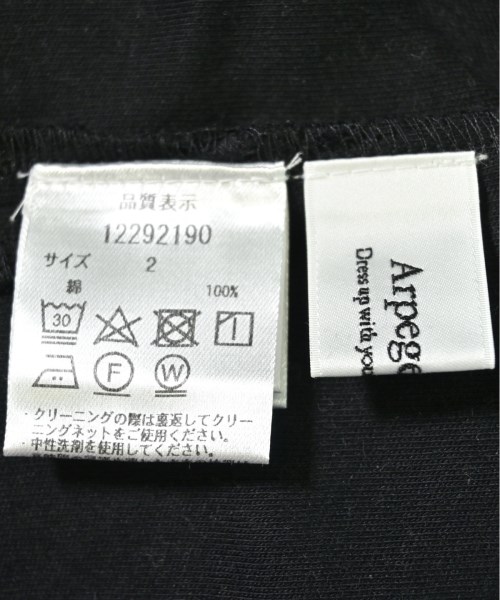 品質表示
12292190
サイズ 2
綿 100%
30
F
W
・クリーニングの際は裏返してクリー
ニングネットをご使用ください。
・中性洗剤を使用してください。
Arpege
Dress up with you